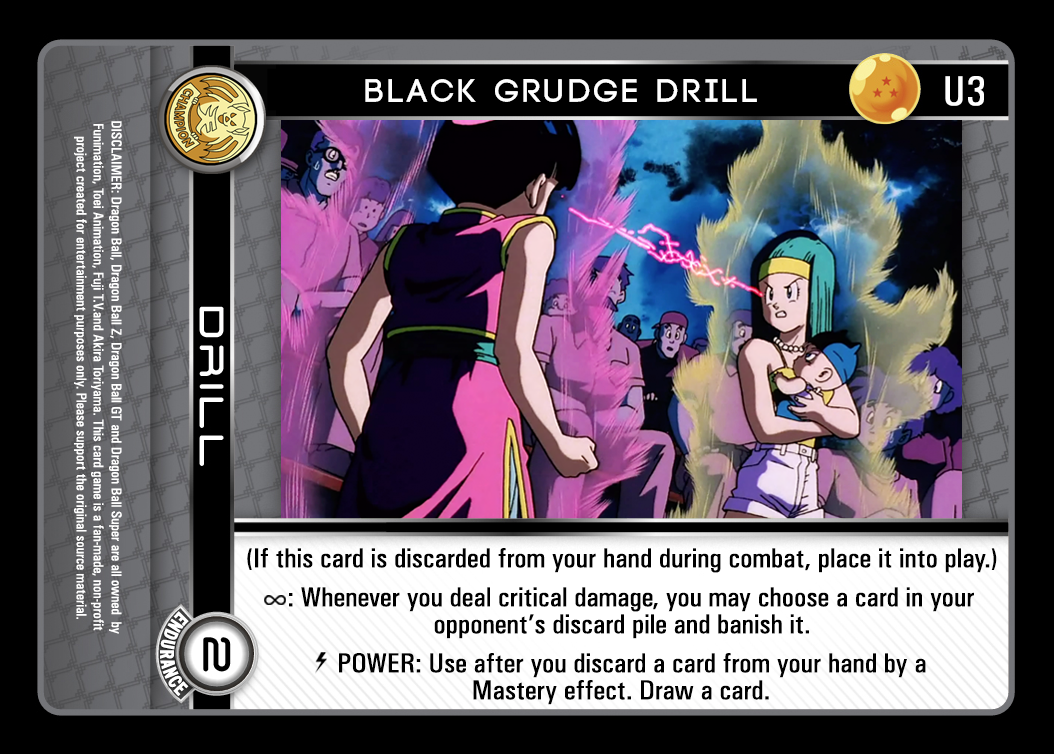 BLACK GRUDGE DRILL
U3
CHAMPION
DRILL
DISCLAIMER: Dragon Ball, Dragon Ball Z, Dragon Ball GT and Dragon Ball Super are all owned by
Funimation, Toei Animation, Fuji T.V.and Akira Toriyama. This card game is a fan-made, non-profit
project created for entertainment purposes only. Please support the original source material.
(If this card is discarded from your hand during combat, place it into play.)
∞: Whenever you deal critical damage, you may choose a card in your
opponent’s discard pile and banish it.
POWER: Use after you discard a card from your hand by a
Mastery effect. Draw a card.
2
ENDURANCE